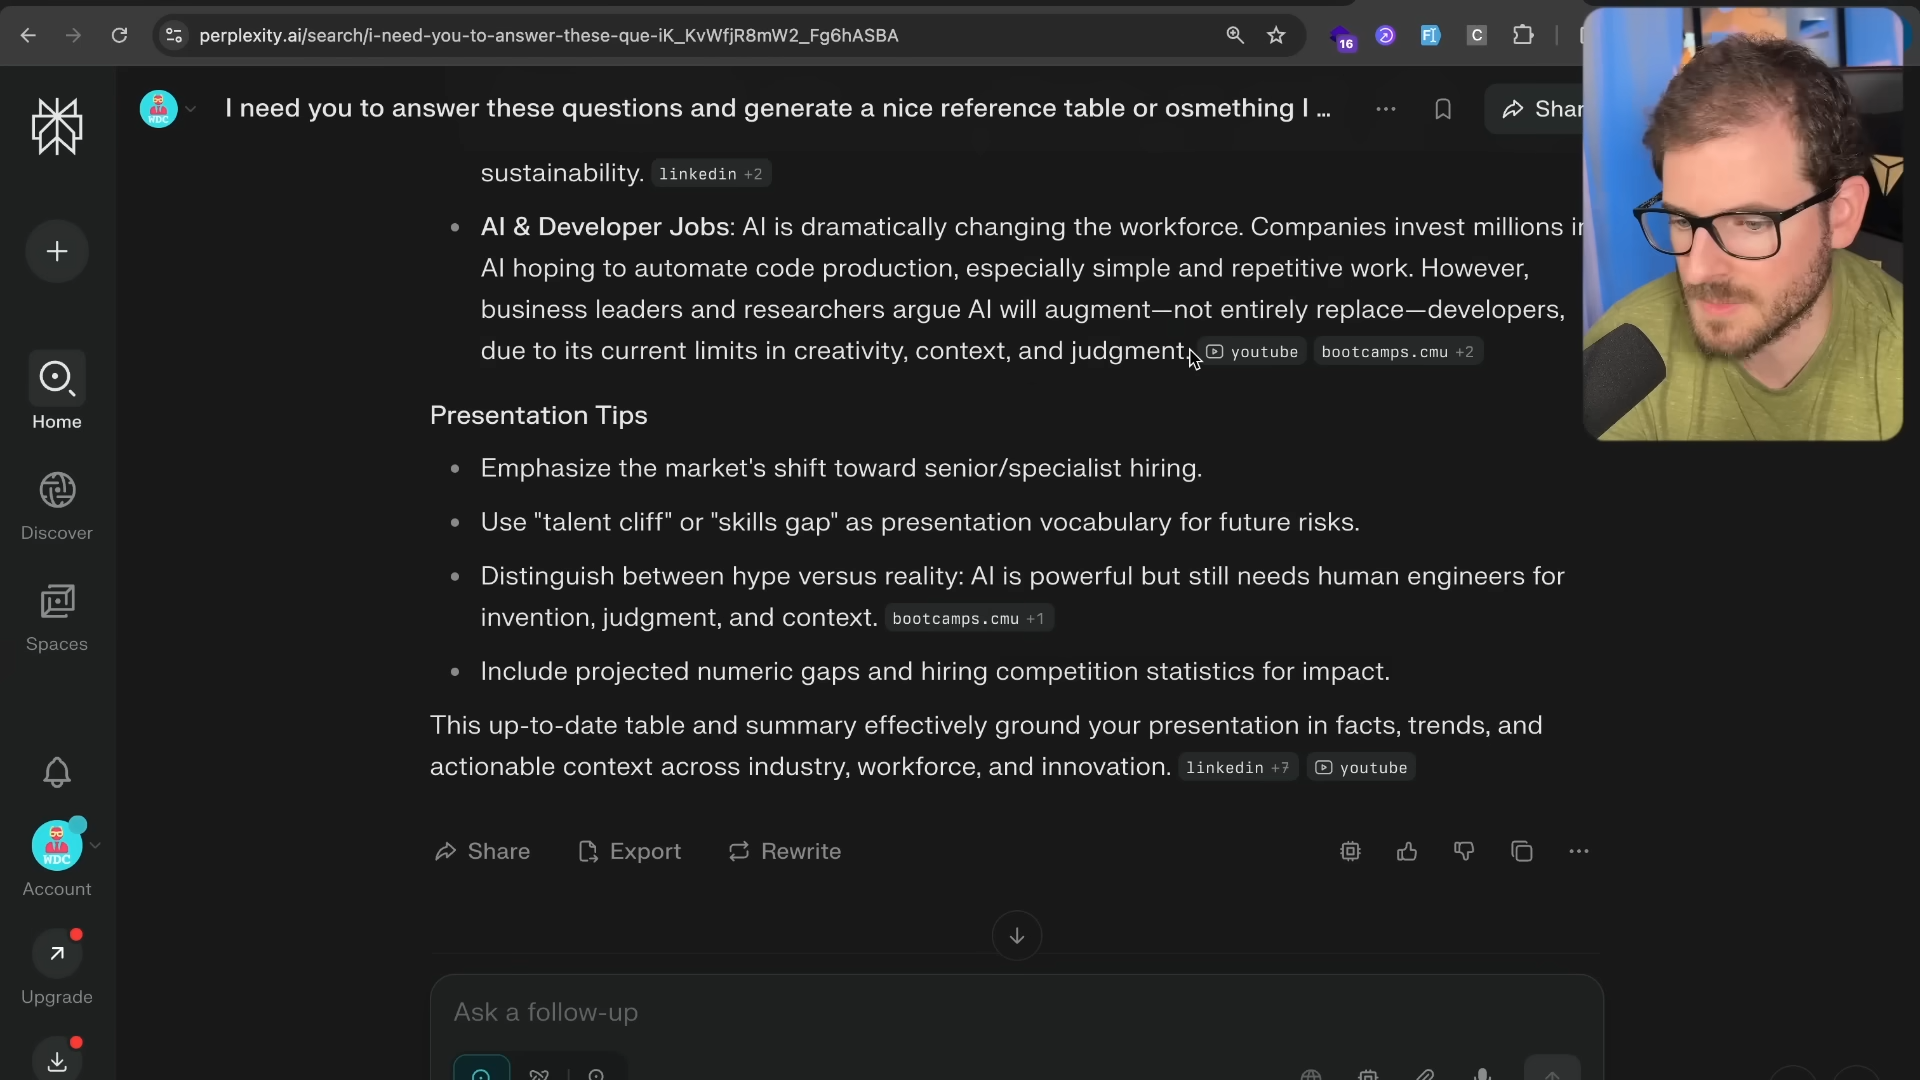 perplexity.ai/search/i-need-you-to-answer-these-que-iK_KvWfjR8mW2_Fg6hASBA
16
C
WDC
I need you to answer these questions and generate a nice reference table or osmething I ...
Shar
sustainability. linkedin +2
• AI & Developer Jobs: AI is dramatically changing the workforce. Companies invest millions in
AI hoping to automate code production, especially simple and repetitive work. However,
business leaders and researchers argue AI will augment—not entirely replace—developers,
due to its current limits in creativity, context, and judgment. youtube bootcamps.cmu +2
Presentation Tips
• Emphasize the market's shift toward senior/specialist hiring.
• Use "talent cliff" or "skills gap" as presentation vocabulary for future risks.
• Distinguish between hype versus reality: AI is powerful but still needs human engineers for
invention, judgment, and context. bootcamps.cmu +1
• Include projected numeric gaps and hiring competition statistics for impact.
This up-to-date table and summary effectively ground your presentation in facts, trends, and
actionable context across industry, workforce, and innovation. linkedin +7 youtube
Share Export Rewrite
Ask a follow-up
Home
Discover
Spaces
WDC
Account
Upgrade